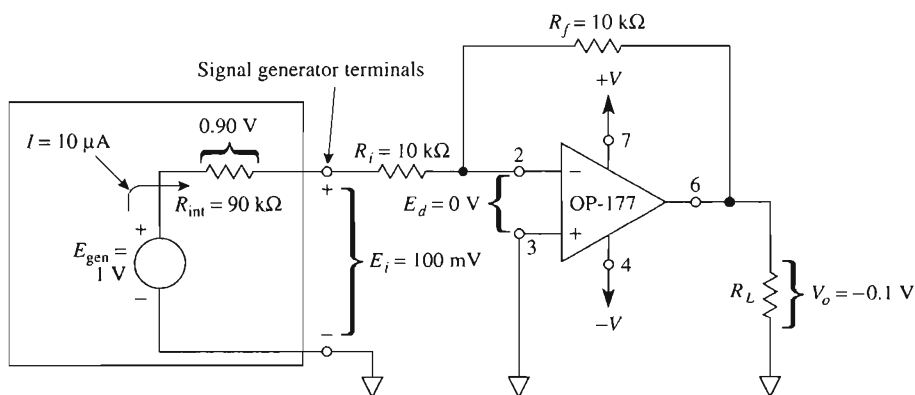 R_f = 10 kΩ
Signal generator terminals
+V
0.90 V
I = 10 µA
R_i = 10 kΩ
7
2
−
6
R_int = 90 kΩ
+
E_d = 0 V
OP-177
+
3
+
E_gen =
1 V
E_i = 100 mV
4
R_L
V_o = −0.1 V
−
−V
−